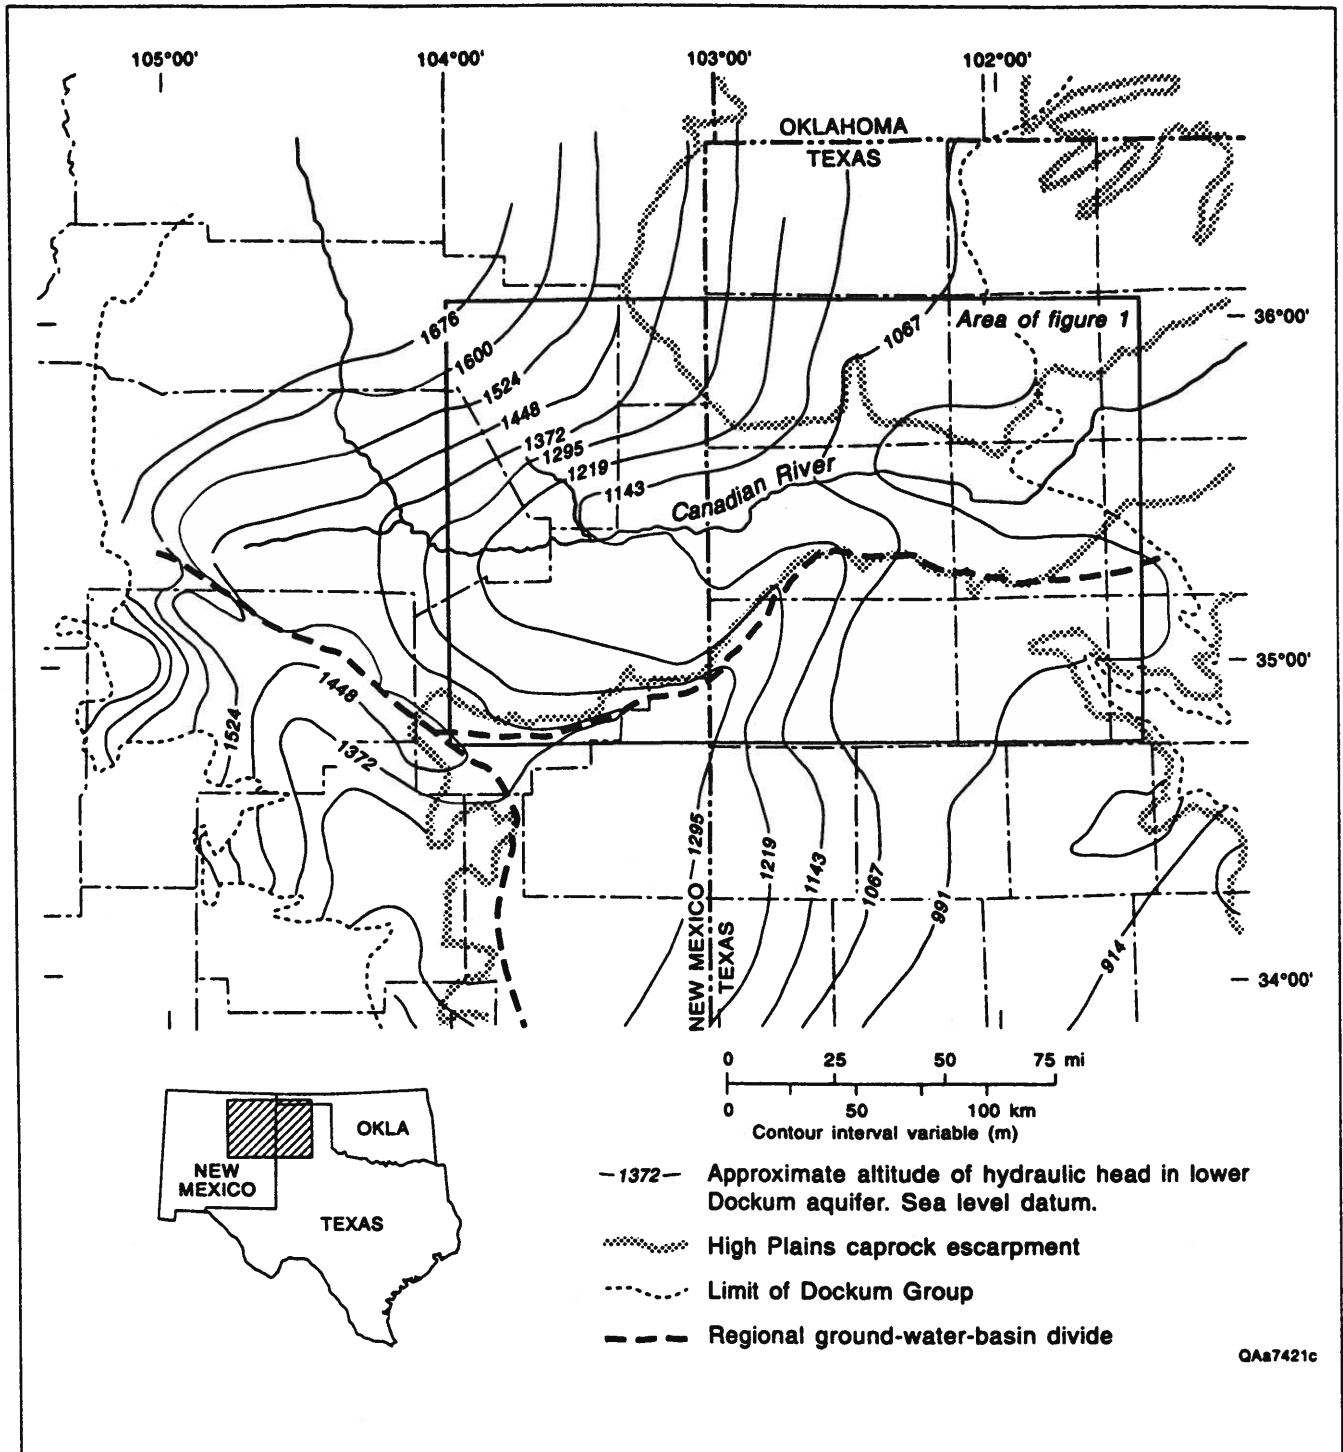 105°00'
104°00'
103°00'
102°00'
OKLAHOMA
TEXAS
36°00'
Area of figure 1
1676
1600
1524
1448
1372
1295
1219
1143
1067
Canadian River
35°00'
1448
1524
1372
NEW MEXICO
TEXAS
1295
1219
1143
1067
991
914
34°00'
0 25 50 75 mi
0 50 100 km
Contour interval variable (m)
NEW
MEXICO
OKLA
TEXAS
1372 Approximate altitude of hydraulic head in lower
Dockum aquifer. Sea level datum.
High Plains caprock escarpment
Limit of Dockum Group
Regional ground-water-basin divide
QAa7421c